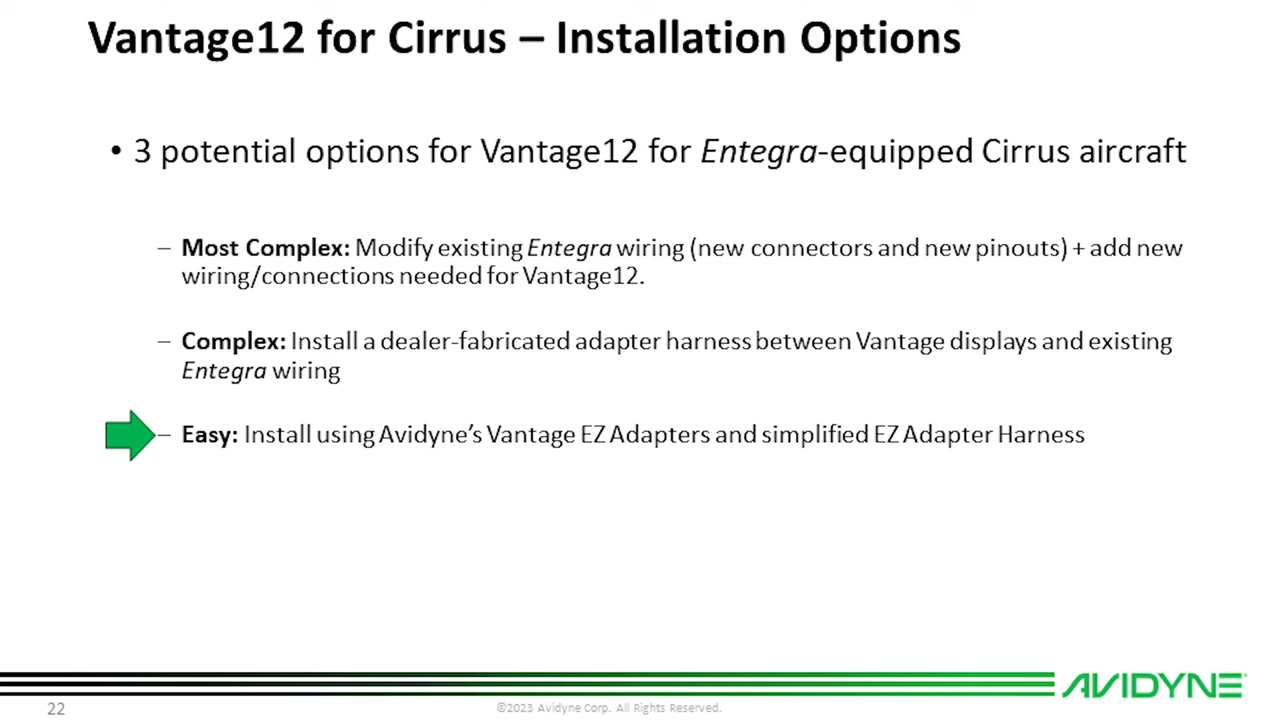 Vantage12 for Cirrus – Installation Options
• 3 potential options for Vantage12 for Entegra-equipped Cirrus aircraft
– Most Complex: Modify existing Entegra wiring (new connectors and new pinouts) + add new
wiring/connections needed for Vantage12.
– Complex: Install a dealer-fabricated adapter harness between Vantage displays and existing
Entegra wiring
– Easy: Install using Avidyne’s Vantage EZ Adapters and simplified EZ Adapter Harness
AVIDYNE
22
©2023 Avidyne Corp. All Rights Reserved.